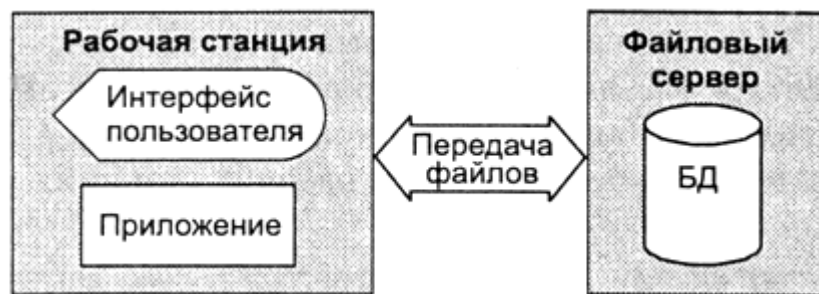 Рабочая станция
Интерфейс
пользователя
Приложение
Передача
файлов
Файловый
сервер
БД